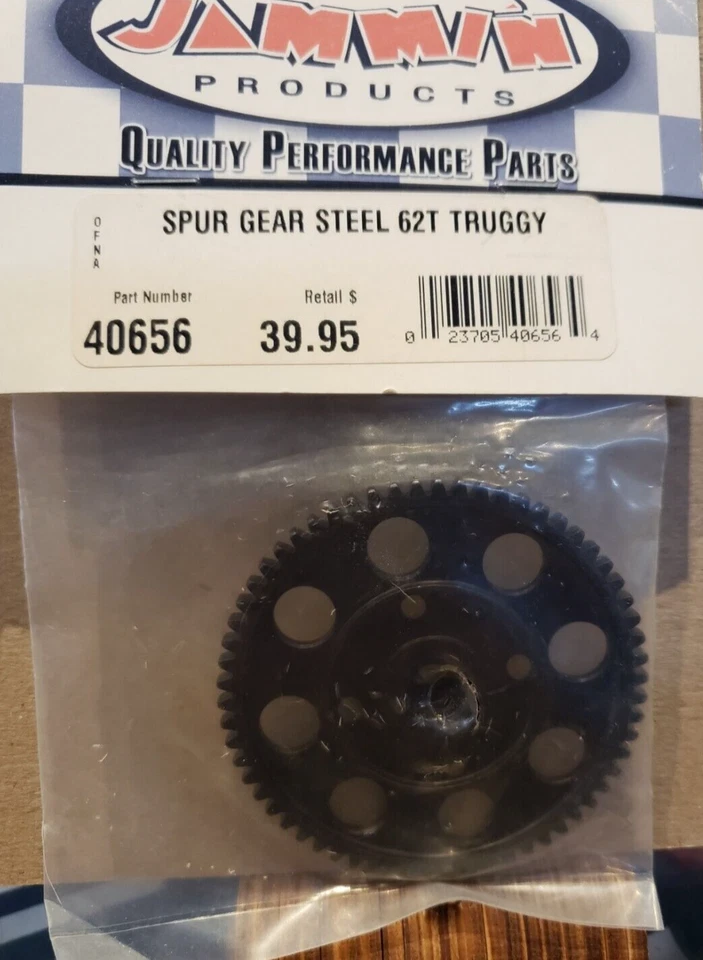 JAMMIN
PRODUCTS
QUALITY PERFORMANCE PARTS
OFNA
SPUR GEAR STEEL 62T TRUGGY
Part Number Retail $
40656 39.95
0 23705 40656 4